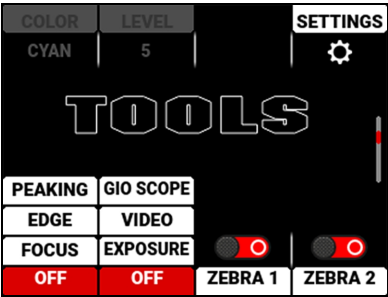 COLOR LEVEL SETTINGS
CYAN 5
TOOLS
PEAKING GIO SCOPE
EDGE VIDEO
FOCUS EXPOSURE
OFF OFF ZEBRA 1 ZEBRA 2